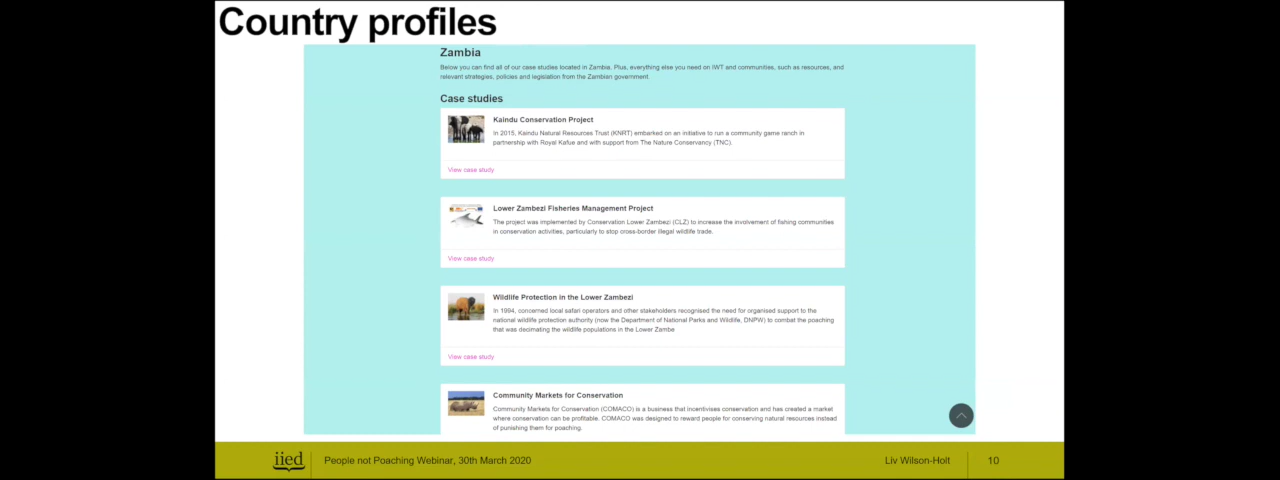 Country profiles
Zambia
Below you can find all of our case studies located in Zambia. Plus, everything else you need on IWT and communities, such as resources, and
relevant strategies, policies and legislation from the Zambian government.
Case studies
Kaindu Conservation Project
In 2015, Kaindu Natural Resources Trust (KNRT) embarked on an initiative to run a community game ranch in
partnership with Royal Kafue and with support from The Nature Conservancy (TNC).
View case study
Lower Zambezi Fisheries Management Project
The project was implemented by Conservation Lower Zambezi (CLZ) to increase the involvement of fishing communities
in conservation activities, particularly to stop cross-border illegal wildlife trade.
View case study
Wildlife Protection in the Lower Zambezi
In 1994, concerned local safari operators and other stakeholders recognised the need for organised support to the
national wildlife protection authority (now the Department of National Parks and Wildlife, DNPW) to combat the poaching
that was decimating the wildlife populations in the Lower Zambe
View case study
Community Markets for Conservation
Community Markets for Conservation (COMACO) is a business that incentivises conservation and has created a market
where conservation can be profitable. COMACO was designed to reward people for conserving natural resources instead
of punishing them for poaching.
iied
People not Poaching Webinar, 30th March 2020
Liv Wilson-Holt
10